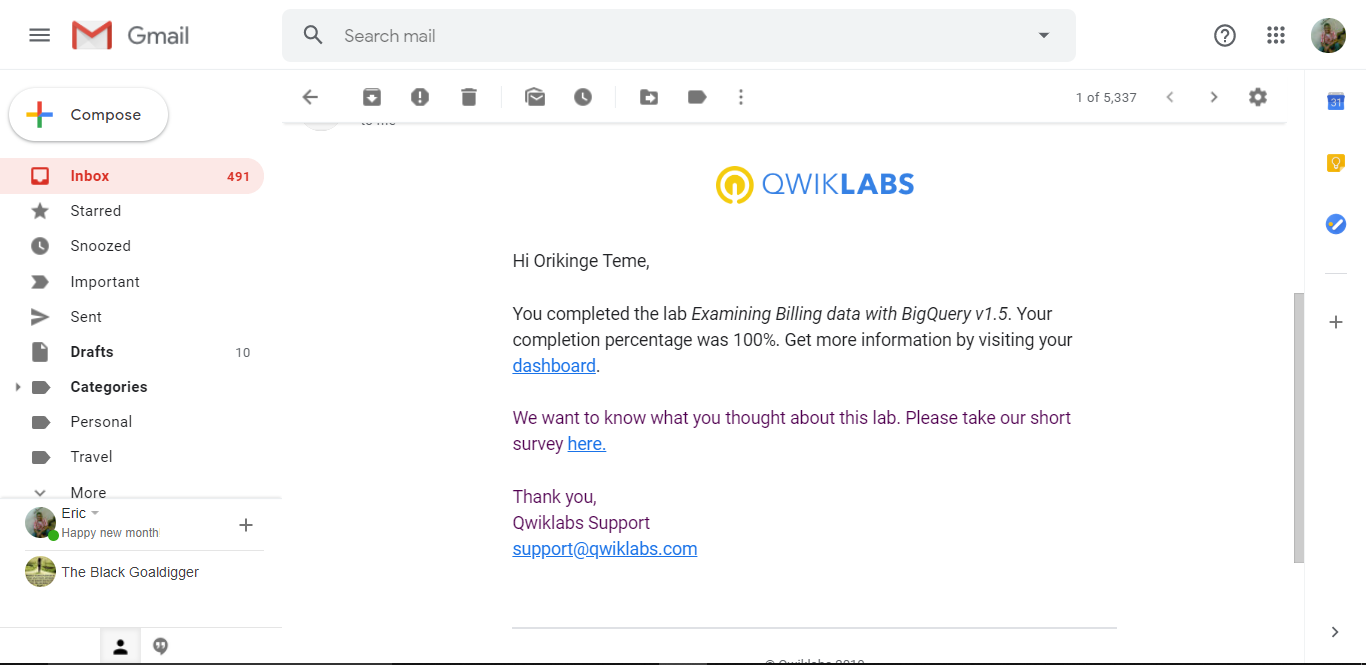 Gmail
Search mail
Compose
1 of 5,337
31
Inbox 491
Starred
Snoozed
Important
Sent
Drafts 10
Categories
Personal
Travel
More
Eric
Happy new month
The Black Goaldigger
to me
QWIKLABS
Hi Orikinge Teme,
You completed the lab Examining Billing data with BigQuery v1.5. Your
completion percentage was 100%. Get more information by visiting your
dashboard.
We want to know what you thought about this lab. Please take our short
survey here.
Thank you,
Qwiklabs Support
support@qwiklabs.com
© Qwiklabs 2019